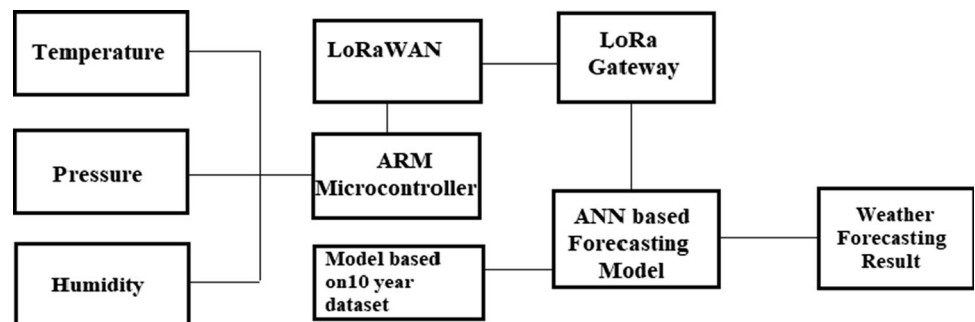 Temperature
Pressure
Humidity
LoRaWAN
ARM
Microcontroller
Model based
on10 year
dataset
LoRa
Gateway
ANN based
Forecasting
Model
Weather
Forecasting
Result